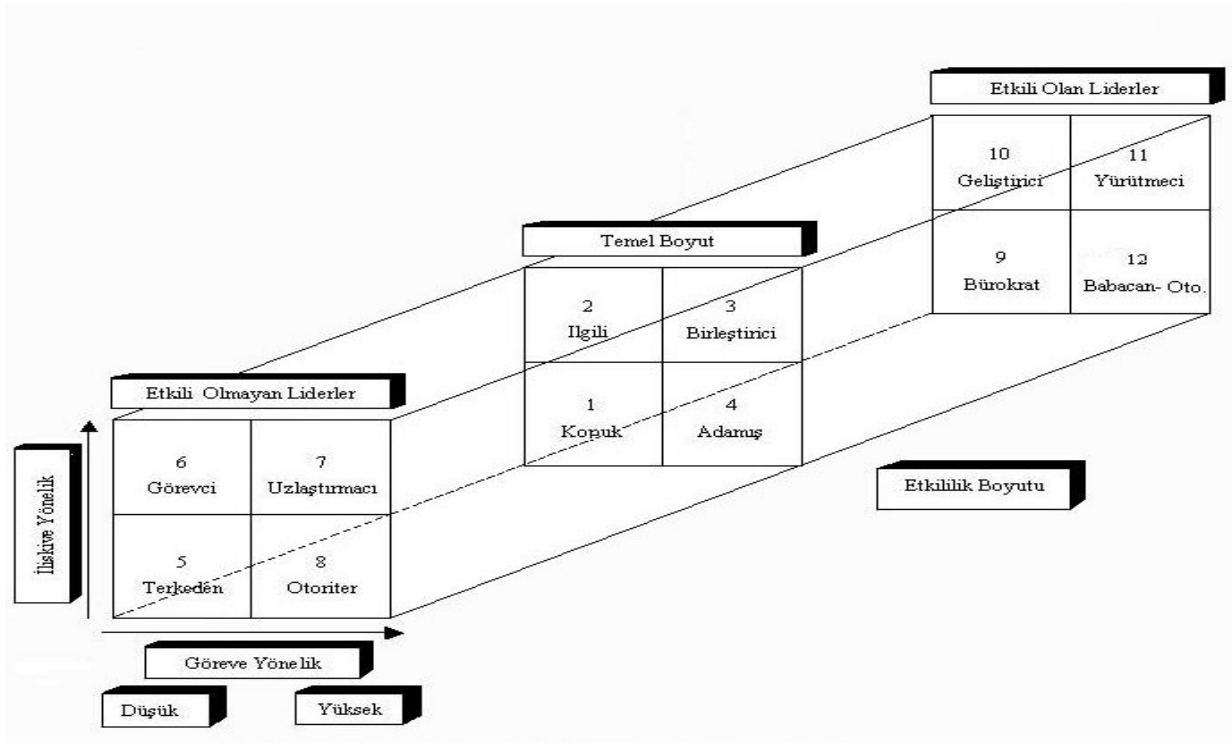 Etkili Olan Liderler
10
Geliştirici
11
Yürütmeci
9
Bürokrat
12
Babacan- Oto.
Temel Boyut
2
Ilgili
3
Birleştirici
1
Kopuk
4
Adamış
Etkili Olmayan Liderler
6
Görevci
7
Uzlaştırmacı
5
Terkeden
8
Otoriter
İliskive Yönelik
Etkililik Boyutu
Göreve Yönelik
Düşük
Yüksek